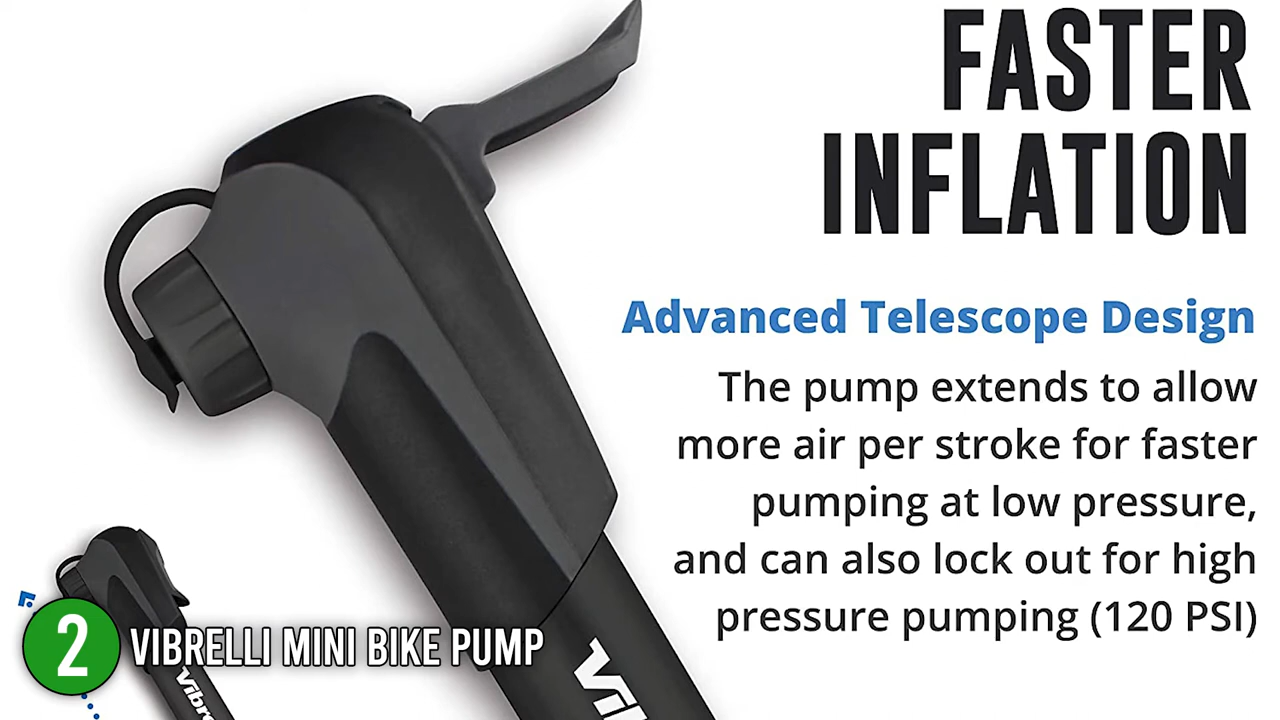 FASTER
INFLATION
Advanced Telescope Design
The pump extends to allow
more air per stroke for faster
pumping at low pressure,
and can also lock out for high
pressure pumping (120 PSI)
2 VIBRELLI MINI BIKE PUMP